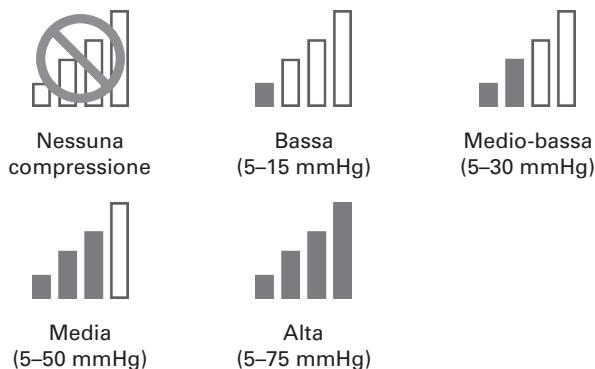 Nessuna
compressione
Bassa
(5–15 mmHg)
Medio-bassa
(5–30 mmHg)
Media
(5–50 mmHg)
Alta
(5–75 mmHg)